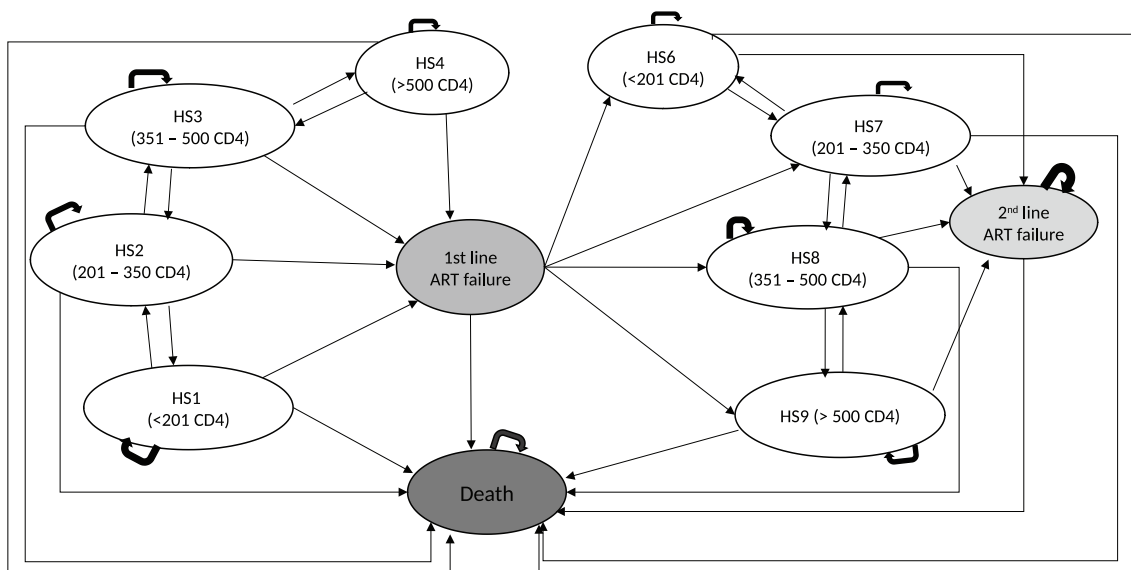 HS4
(>500 CD4)
HS3
(351 – 500 CD4)
HS2
(201 – 350 CD4)
HS1
(<201 CD4)
1st line
ART failure
Death
HS6
(<201 CD4)
HS7
(201 – 350 CD4)
HS8
(351 – 500 CD4)
HS9 (> 500 CD4)
2nd line
ART failure